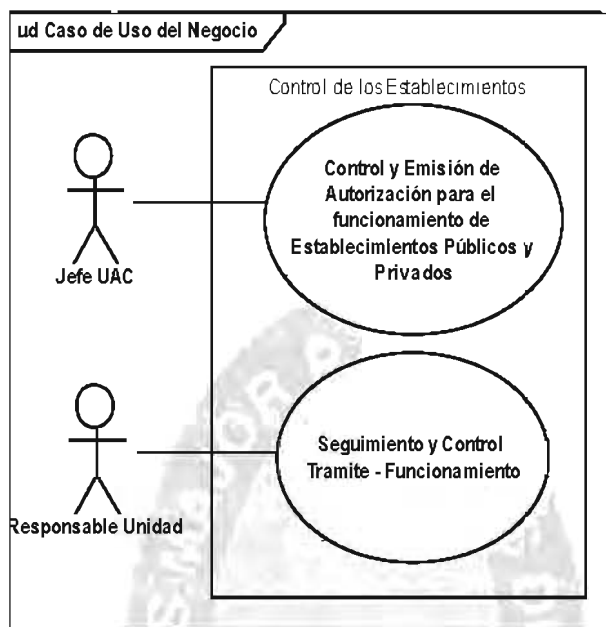 ud Caso de Uso del Negocio
Control de los Establecimientos
Control y Emisión de
Autorización para el
funcionamiento de
Establecimientos Públicos y
Privados
Jefe UAC
Seguimiento y Control
Tramite - Funcionamiento
Responsable Unidad